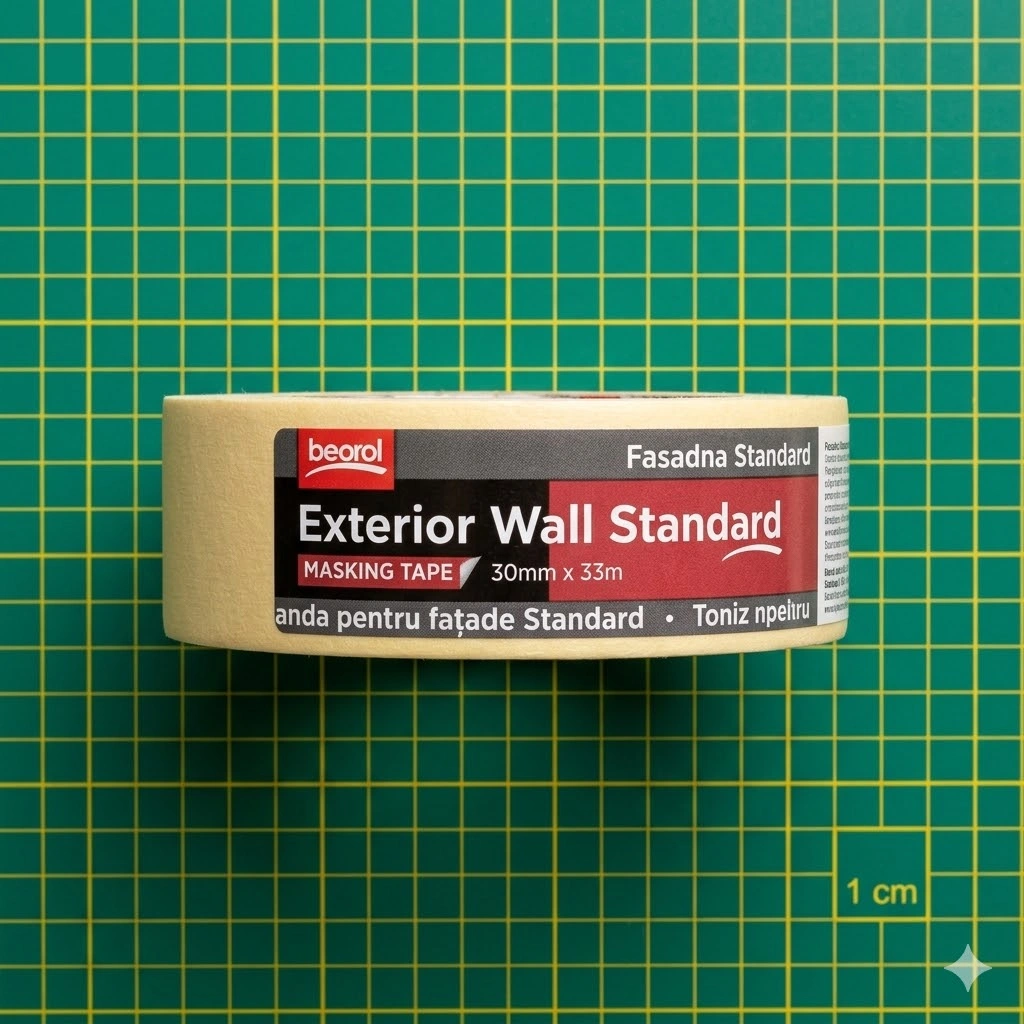 beorol
Fasadna Standard
Exterior Wall Standard
MASKING TAPE 30mm x 33m
anda pentru fațade Standard • Toniz npeitru
1 cm